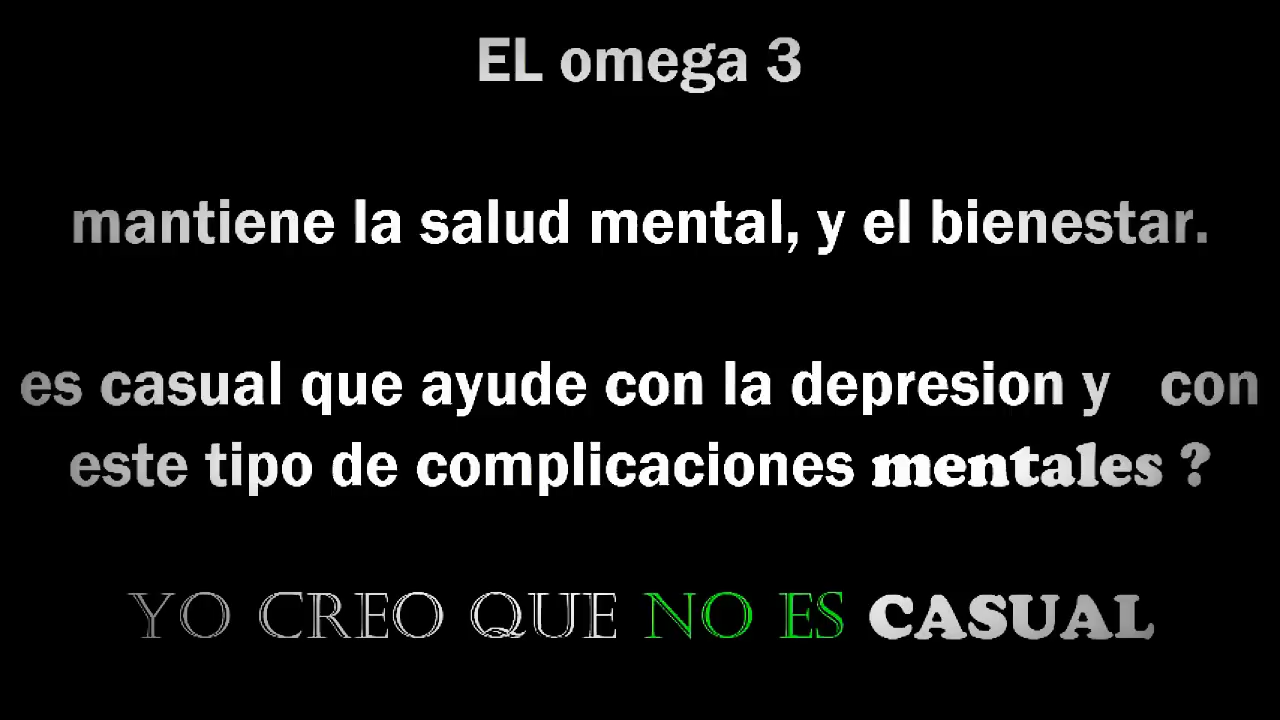 EL omega 3
mantiene la salud mental, y el bienestar.
es casual que ayude con la depresion y con
este tipo de complicaciones mentales ?
YO CREO QUE NO ES CASUAL